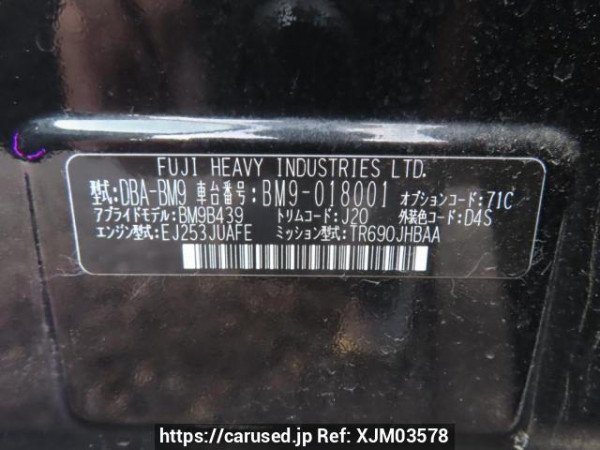 FUJI HEAVY INDUSTRIES LTD.
型式:DBA-BM9 車台番号:BM9-018001 オプションコード:71C
アプライドモデル:BM9B439 トリムコード:J20 外装色コード:D4S
エンジン型式:EJ253JUAFE ミッション型式:TR690JHBAA
https://carused.jp Ref: XJM03578